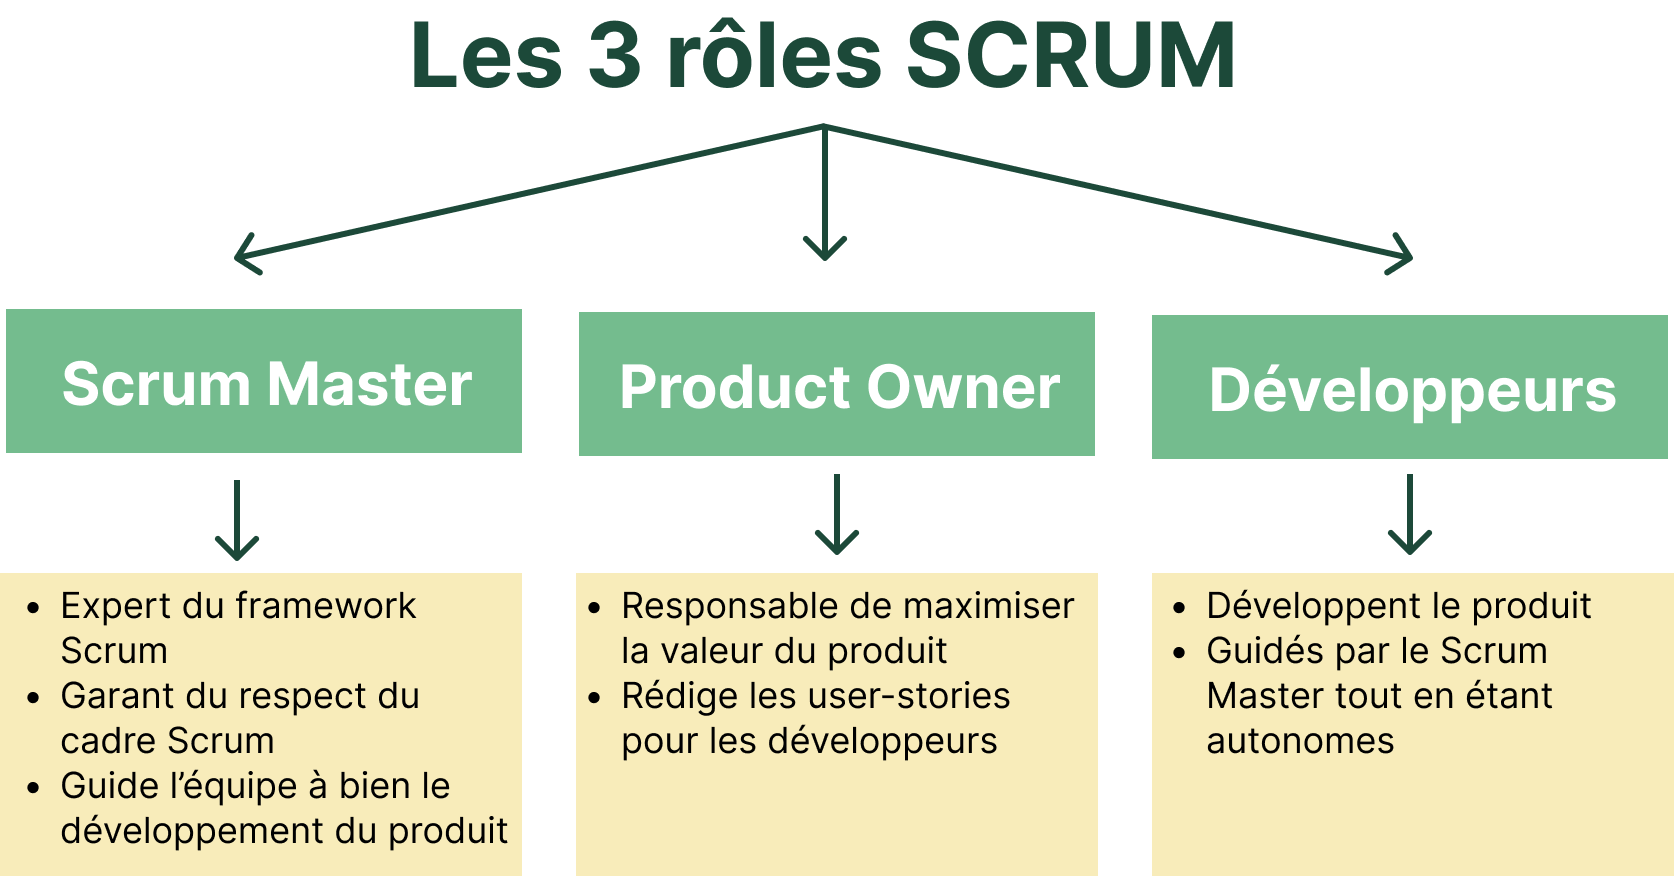 Les 3 rôles SCRUM
Scrum Master
Product Owner
Développeurs
• Expert du framework
Scrum
• Garant du respect du
cadre Scrum
• Guide l’équipe à bien le
développement du produit
• Responsable de maximiser
la valeur du produit
• Rédige les user-stories
pour les développeurs
• Développent le produit
• Guidés par le Scrum
Master tout en étant
autonomes